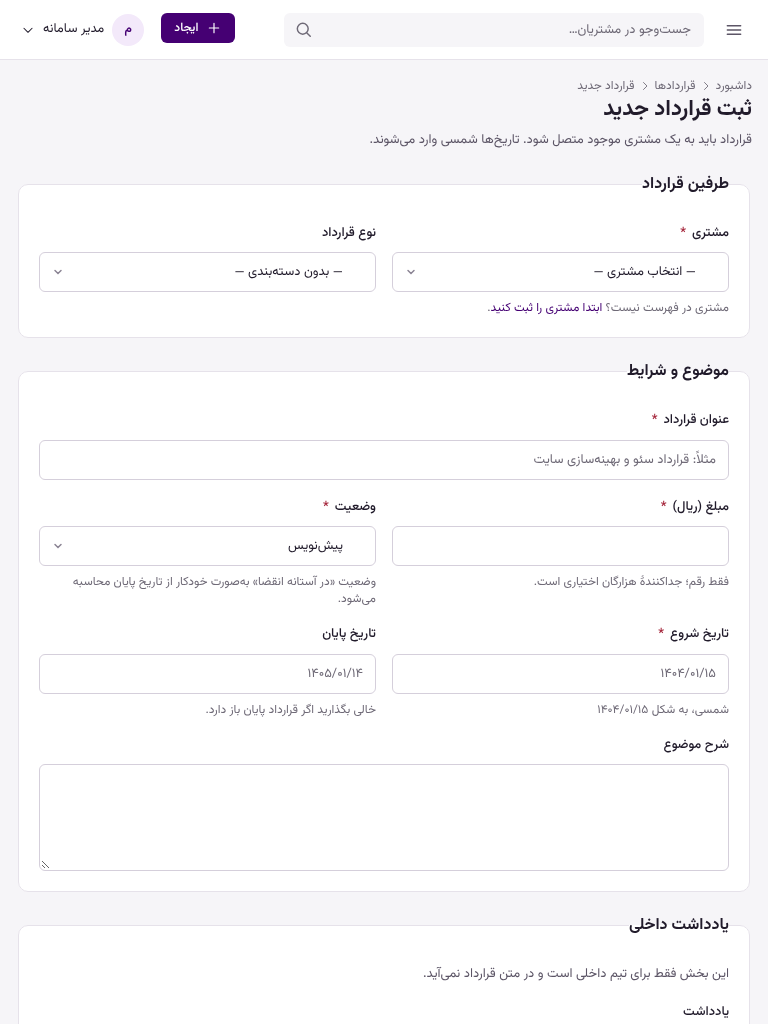 جست‌وجو در مشتریان...
ایجاد
م
مدیر سامانه
داشبورد
قراردادها
قرارداد جدید
ثبت قرارداد جدید
قرارداد باید به یک مشتری موجود متصل شود. تاریخ‌ها شمسی وارد می‌شوند.
طرفین قرارداد
مشتری *
نوع قرارداد
— انتخاب مشتری —
— بدون دسته‌بندی —
مشتری در فهرست نیست؟ ابتدا مشتری را ثبت کنید.
موضوع و شرایط
عنوان قرارداد *
مثلاً: قرارداد سئو و بهینه‌سازی سایت
مبلغ (ریال) *
وضعیت *
پیش‌نویس
فقط رقم؛ جداکنندهٔ هزارگان اختیاری است.
وضعیت «در آستانه انقضا» به‌صورت خودکار از تاریخ پایان محاسبه
می‌شود.
تاریخ شروع *
تاریخ پایان
۱۴۰۴/۰۱/۱۵
۱۴۰۵/۰۱/۱۴
شمسی، به شکل ۱۴۰۴/۰۱/۱۵
خالی بگذارید اگر قرارداد پایان باز دارد.
شرح موضوع
یادداشت داخلی
این بخش فقط برای تیم داخلی است و در متن قرارداد نمی‌آید.
یادداشت